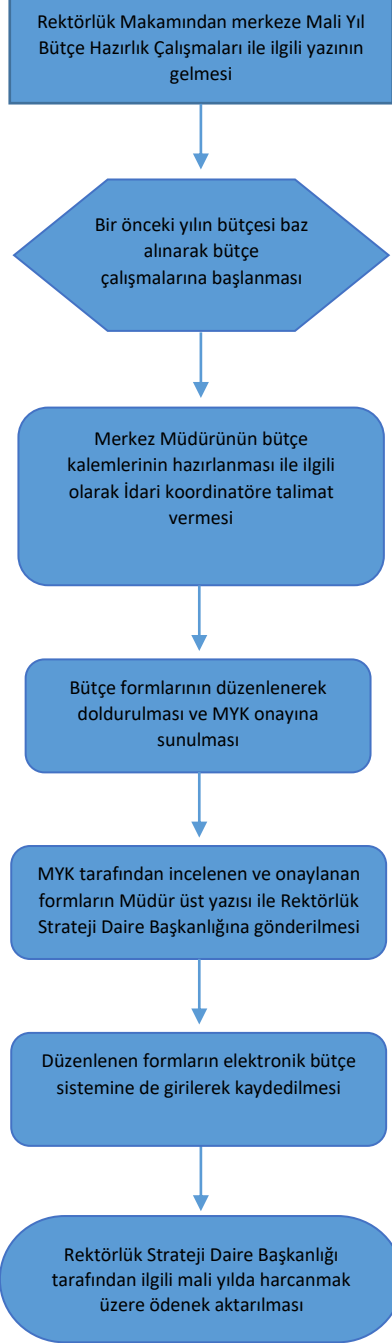 Rektörlük Makamından merkeze Mali Yıl
Bütçe Hazırlık Çalışmaları ile ilgili yazının
gelmesi
Bir önceki yılın bütçesi baz
alınarak bütçe
çalışmalarına başlanması
Merkez Müdürünün bütçe
kalemlerinin hazırlanması ile ilgili
olarak İdari koordinatöre talimat
vermesi
Bütçe formlarının düzenlenerek
doldurulması ve MYK onayına
sunulması
MYK tarafından incelenen ve onaylanan
formların Müdür üst yazısı ile Rektörlük
Strateji Daire Başkanlığına gönderilmesi
Düzenlenen formların elektronik bütçe
sistemine de girilerek kaydedilmesi
Rektörlük Strateji Daire Başkanlığı
tarafından ilgili mali yılda harcanmak
üzere ödenek aktarılması